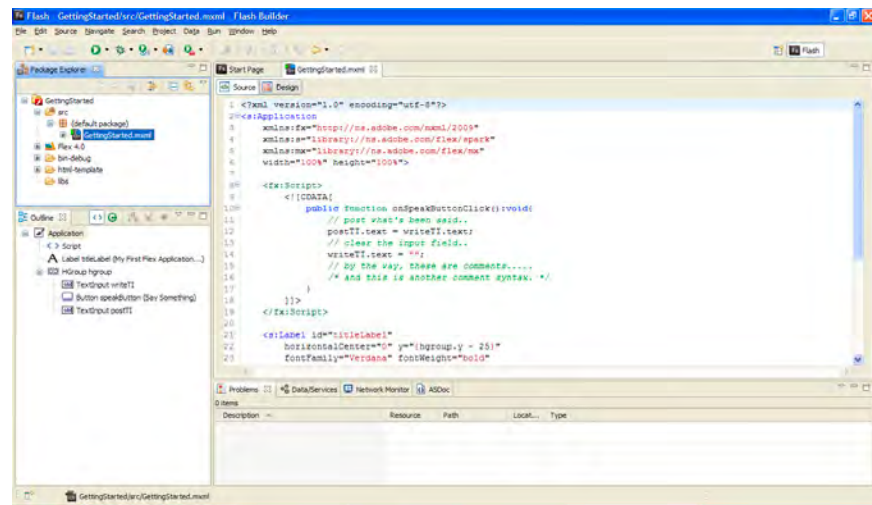 Flash - GettingStarted/src/GettingStarted.mxml - Flash Builder
File Edit Source Navigate Search Project Data Run Window Help
Flash
Package Explorer
Start Page GettingStarted.mxml
Source Design
GettingStarted
src
(default package)
GettingStarted.mxml
Flex 4.0
bin-debug
html-template
libs
Outline
Application
Script
Label titleLabel (My First Flex Application...)
HGroup hgroup
TextInput writeTI
Button speakButton (Say Something)
TextInput postTI
1 <?xml version="1.0" encoding="utf-8"?>
2 <s:Application
3 xmlns:fx="http://ns.adobe.com/mxml/2009"
4 xmlns:s="library://ns.adobe.com/flex/spark"
5 xmlns:mx="library://ns.adobe.com/flex/mx"
6 width="100%" height="100%">
7
8 <fx:Script>
9 <![CDATA[
10 public function onSpeakButtonClick():void{
11 // post what's been said..
12 postTI.text = writeTI.text;
13 // clear the input field..
14 writeTI.text = "";
15 // by the way, these are comments.....
16 /* and this is another comment syntax. */
17 }
18 ]]>
19 </fx:Script>
20
21 <s:Label id="titleLabel"
22 horizontalCenter="0" y="{hgroup.y - 25}"
23 fontFamily="Verdana" fontWeight="bold"
Problems Data/Services Network Monitor ASDoc
0 items
Description Resource Path Locat... Type
GettingStarted/src/GettingStarted.mxml